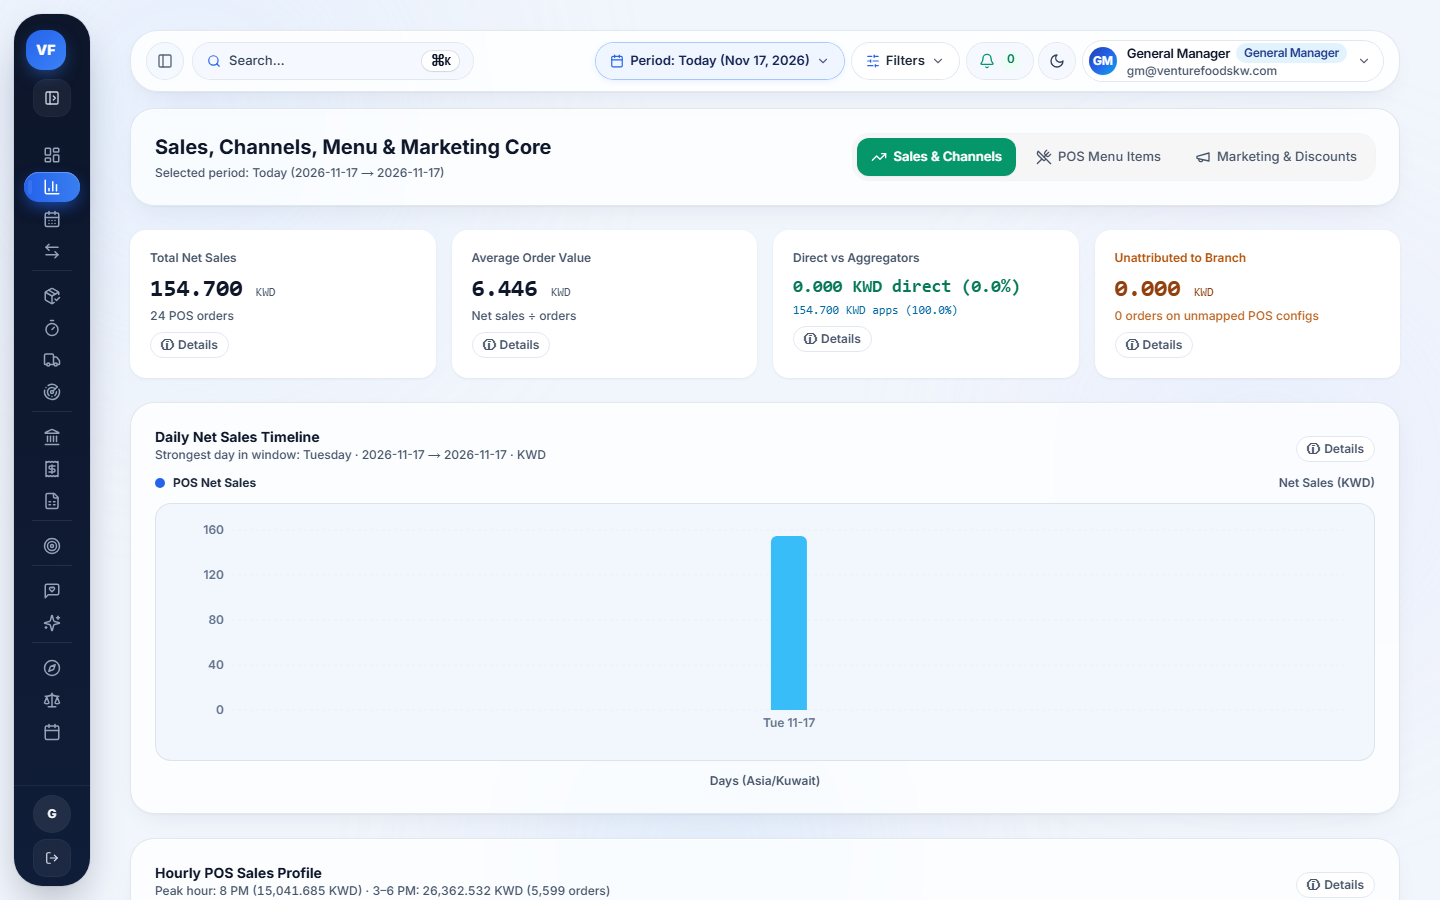 VF
Search...
⌘K
Period: Today (Nov 17, 2026)
Filters
0
GM
General Manager
General Manager
gm@venturefoodskw.com
Sales, Channels, Menu & Marketing Core
Selected period: Today (2026-11-17 → 2026-11-17)
Sales & Channels
POS Menu Items
Marketing & Discounts
Total Net Sales
154.700 KWD
24 POS orders
Details
Average Order Value
6.446 KWD
Net sales ÷ orders
Details
Direct vs Aggregators
0.000 KWD direct (0.0%)
154.700 KWD apps (100.0%)
Details
Unattributed to Branch
0.000 KWD
0 orders on unmapped POS configs
Details
Daily Net Sales Timeline
Strongest day in window: Tuesday · 2026-11-17 → 2026-11-17 · KWD
Details
POS Net Sales
Net Sales (KWD)
160
120
80
40
0
Tue 11-17
Days (Asia/Kuwait)
G
Hourly POS Sales Profile
Peak hour: 8 PM (15,041.685 KWD) · 3–6 PM: 26,362.532 KWD (5,599 orders)
Details